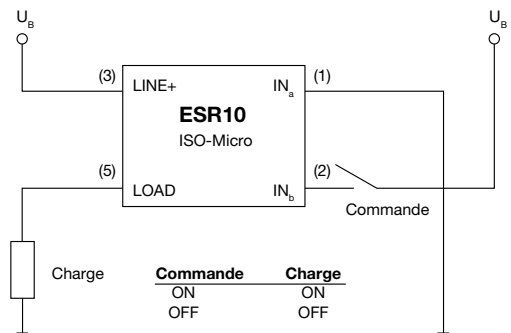 U_B U_B
(3) LINE+ IN_a (1)
ESR10
ISO-Micro
(5) LOAD IN_b (2)
Commande
Charge
Commande Charge
ON ON
OFF OFF